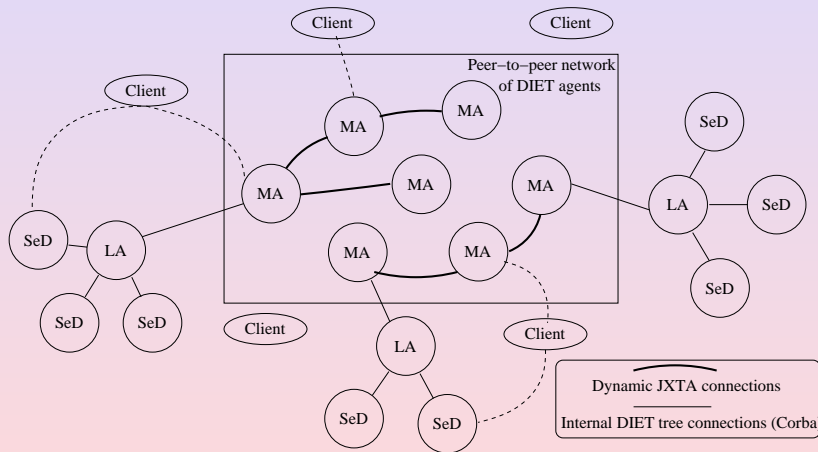 Client
Client
Peer−to−peer network
of DIET agents
Client
MA
MA
SeD
MA
MA
MA
LA
SeD
SeD
LA
MA
MA
SeD
SeD
SeD
Client
Client
LA
SeD
SeD
Dynamic JXTA connections
Internal DIET tree connections (Corba